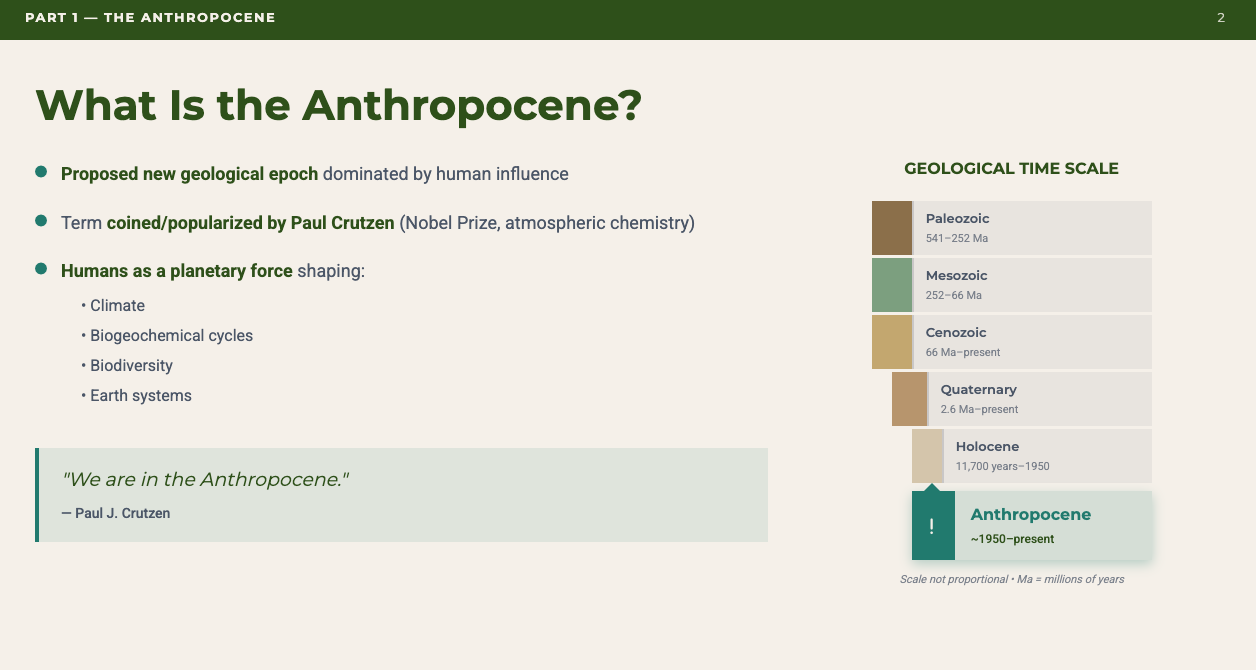 PART 1 — THE ANTHROPOCENE
2
What Is the Anthropocene?
Proposed new geological epoch dominated by human influence
Term coined/popularized by Paul Crutzen (Nobel Prize, atmospheric chemistry)
Humans as a planetary force shaping:
• Climate
• Biogeochemical cycles
• Biodiversity
• Earth systems
"We are in the Anthropocene."
— Paul J. Crutzen
GEOLOGICAL TIME SCALE
Paleozoic
541–252 Ma
Mesozoic
252–66 Ma
Cenozoic
66 Ma–present
Quaternary
2.6 Ma–present
Holocene
11,700 years–1950
!
Anthropocene
~1950–present
Scale not proportional • Ma = millions of years